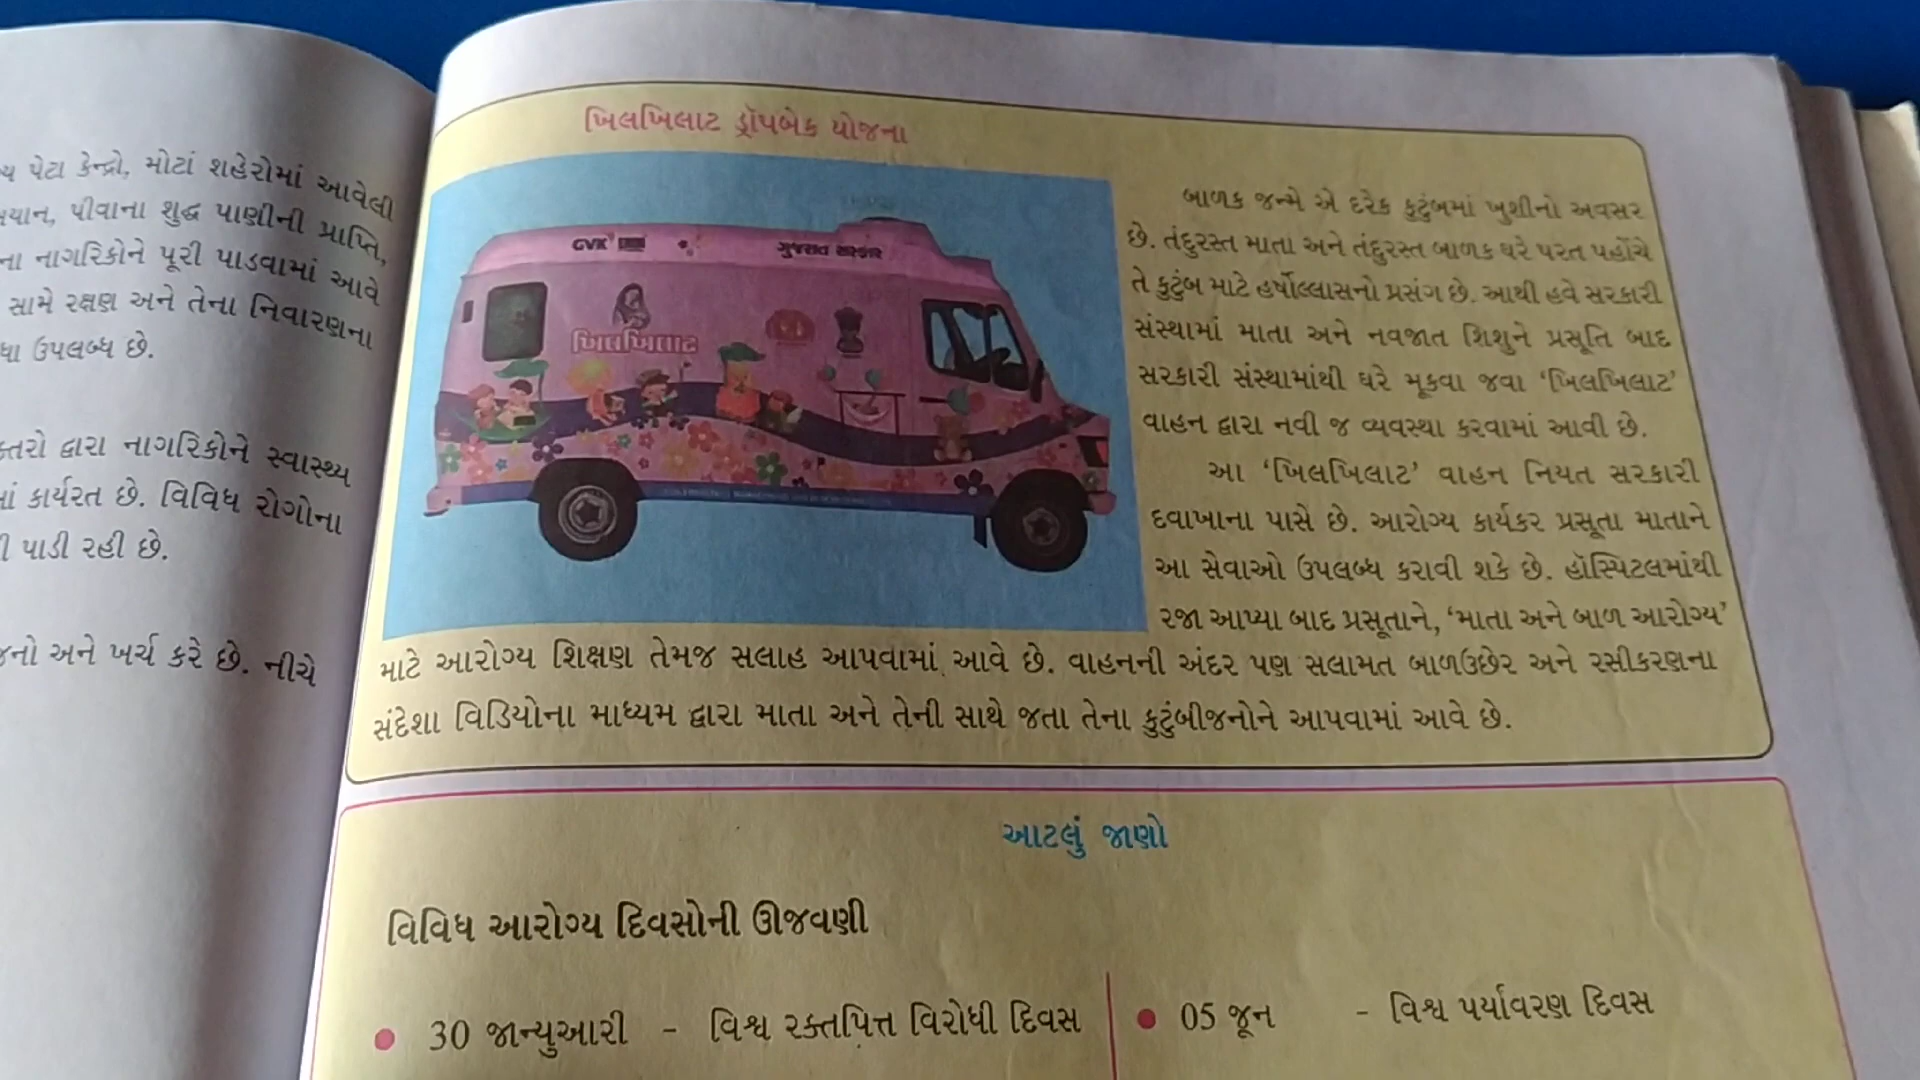 પેટા કેન્દ્રો, મોટાં શહેરોમાં આવેલી
પીવાના શુદ્ધ પાણીની પ્રાપ્તિ,
ના નાગરિકોને પૂરી પાડવામાં આવે
સામે રક્ષણ અને તેના નિવારણના
ઉપલબ્ધ છે.
દ્વારા નાગરિકોને સ્વાસ્થ્ય
કાર્યરત છે. વિવિધ રોગોના
પાડી રહી છે.
અને ખર્ચ કરે છે. નીચે
ખિલખિલાટ ડ્રૉપબેક યોજના
GVK
ગુજરાત સરકાર
ખિલખિલાટ
બાળક જન્મે એ દરેક કુટુંબમાં ખુશીનો અવસર
છે. તંદુરસ્ત માતા અને તંદુરસ્ત બાળક ઘરે પરત પહોંચે
તે કુટુંબ માટે હર્ષોલ્લાસનો પ્રસંગ છે. આથી હવે સરકારી
સંસ્થામાં માતા અને નવજાત શિશુને પ્રસૂતિ બાદ
સરકારી સંસ્થામાંથી ઘરે મૂકવા જવા ‘ખિલખિલાટ’
વાહન દ્વારા નવી જ વ્યવસ્થા કરવામાં આવી છે.
આ ‘ખિલખિલાટ’ વાહન નિયત સરકારી
દવાખાના પાસે છે. આરોગ્ય કાર્યકર પ્રસૂતા માતાને
આ સેવાઓ ઉપલબ્ધ કરાવી શકે છે. હૉસ્પિટલમાંથી
રજા આપ્યા બાદ પ્રસૂતાને, ‘માતા અને બાળ આરોગ્ય’
માટે આરોગ્ય શિક્ષણ તેમજ સલાહ આપવામાં આવે છે. વાહનની અંદર પણ સલામત બાળઉછેર અને રસીકરણના
સંદેશા વિડિયોના માધ્યમ દ્વારા માતા અને તેની સાથે જતા તેના કુટુંબીજનોને આપવામાં આવે છે.
આટલું જાણો
વિવિધ આરોગ્ય દિવસોની ઊજવણી
● 30 જાન્યુઆરી - વિશ્વ રક્તપિત્ત વિરોધી દિવસ
● 05 જૂન - વિશ્વ પર્યાવરણ દિવસ